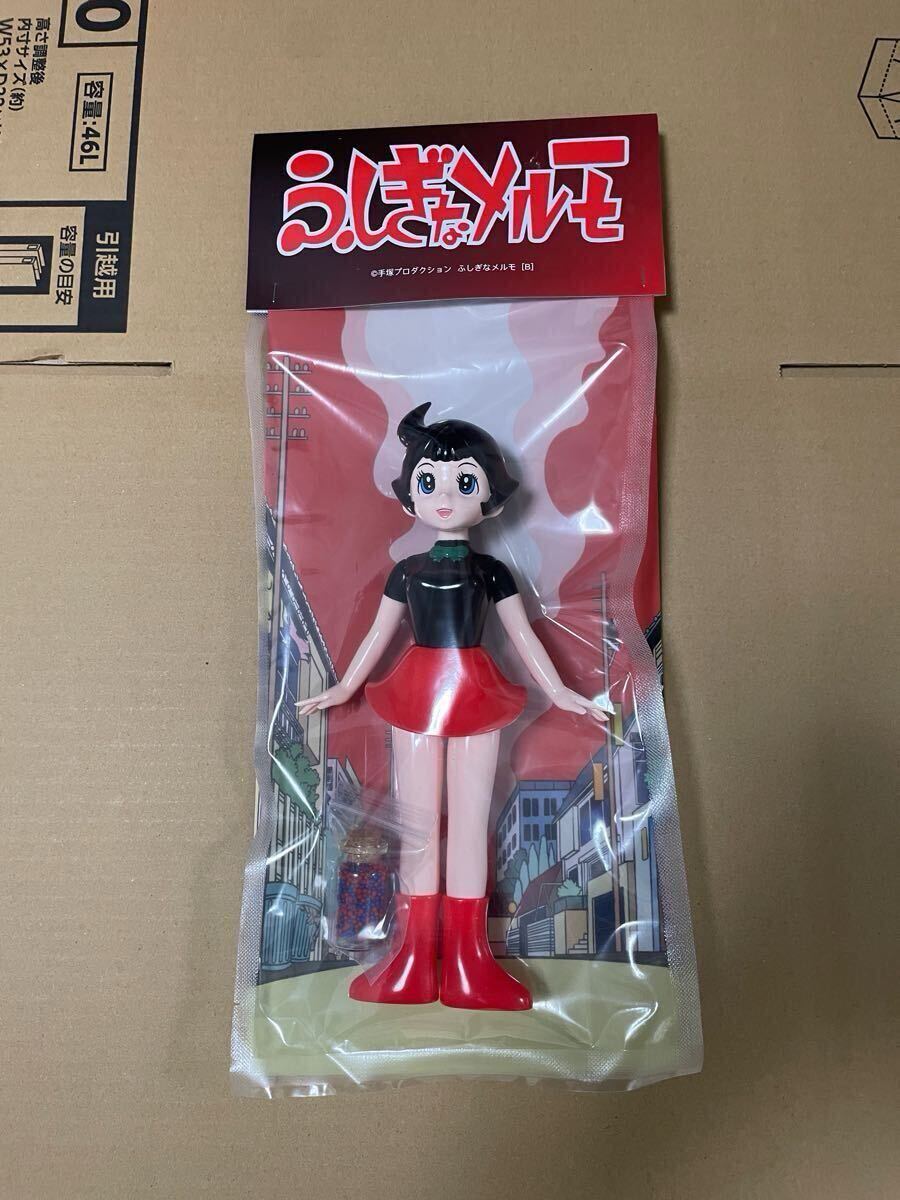 ふしぎなメルモ
©手塚プロダクション ふしぎなメルモ [B]
高さ調整後
内寸サイズ(約)
容量:46L
引越用
容量の目安